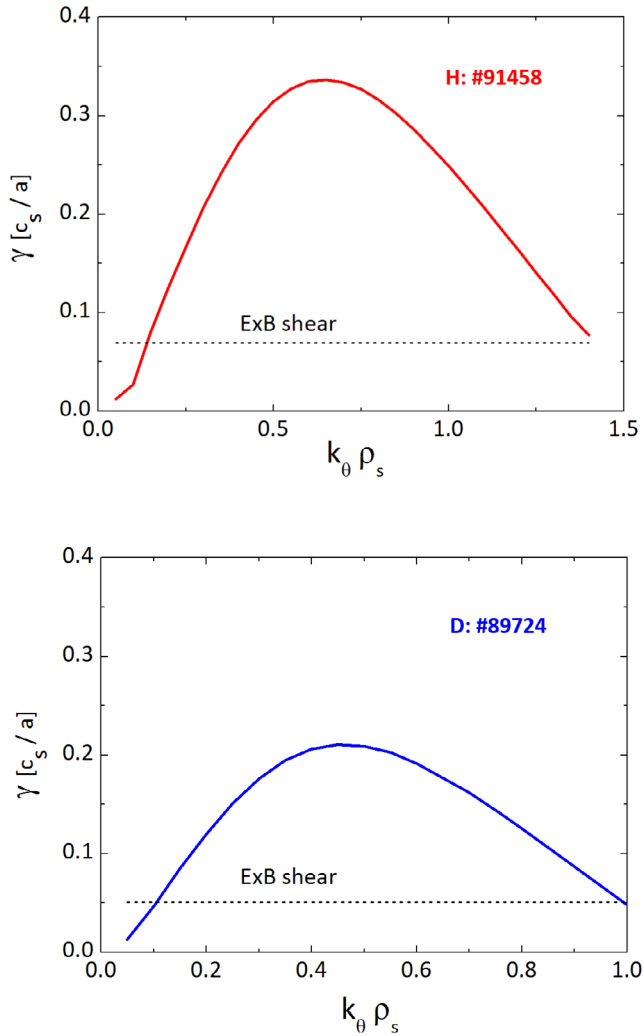 0.4
H: #91458
0.3
γ [c_s / a]
0.2
0.1
ExB shear
0.0
0.0 0.5 1.0 1.5
k_θ ρ_s
0.4
D: #89724
0.3
γ [c_s / a]
0.2
0.1
ExB shear
0.0
0.0 0.2 0.4 0.6 0.8 1.0
k_θ ρ_s